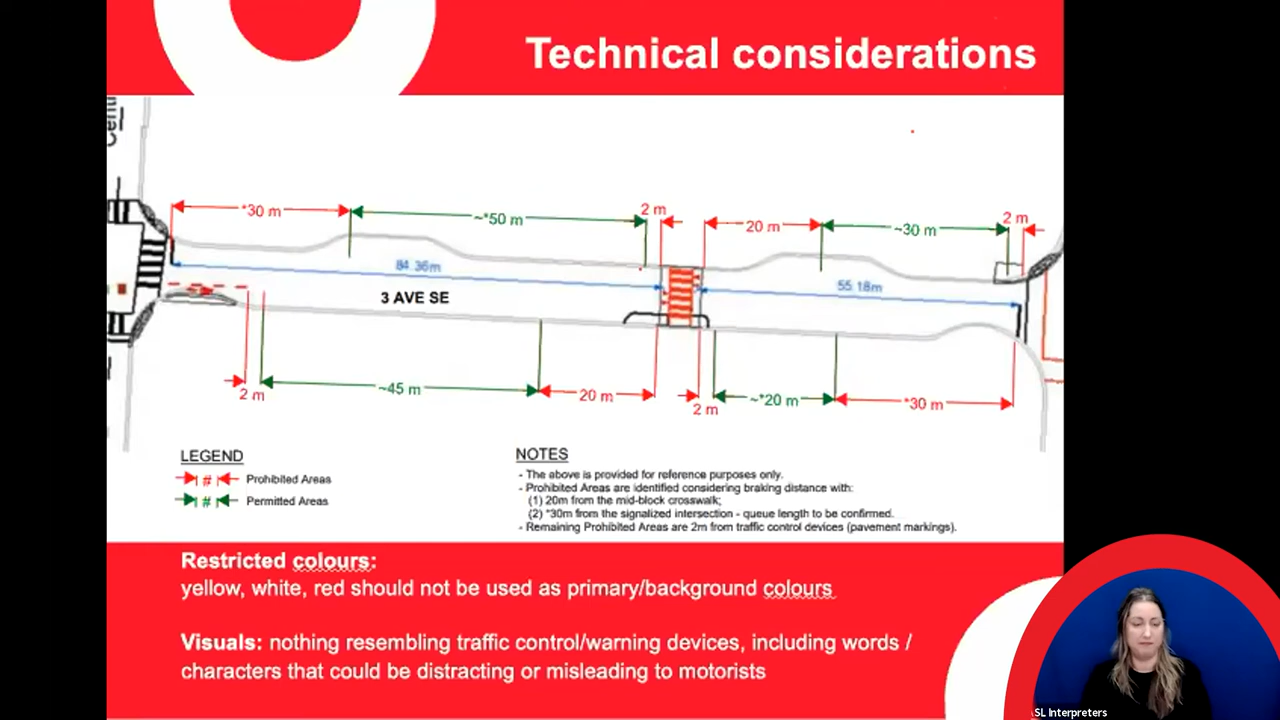 Technical considerations
*30 m
~*50 m
2 m
20 m
~30 m
2 m
84.36m
55.18m
3 AVE SE
2 m
~45 m
20 m
2 m
~*20 m
*30 m
LEGEND
# Prohibited Areas
# Permitted Areas
NOTES
- The above is provided for reference purposes only.
- Prohibited Areas are identified considering braking distance with:
(1) 20m from the mid-block crosswalk;
(2) *30m from the signalized intersection - queue length to be confirmed.
- Remaining Prohibited Areas are 2m from traffic control devices (pavement markings).
Restricted colours:
yellow, white, red should not be used as primary/background colours
Visuals: nothing resembling traffic control/warning devices, including words /
characters that could be distracting or misleading to motorists
SL Interpreters